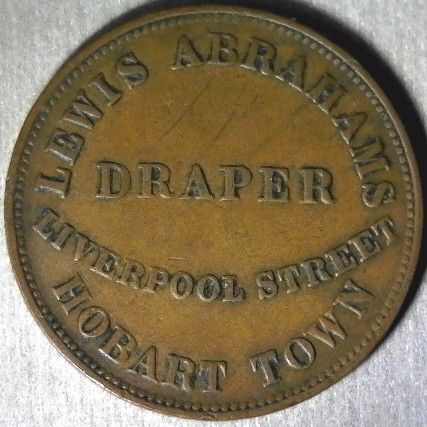 LEWIS ABRAHAMS
DRAPER
LIVERPOOL STREET
HOBART TOWN